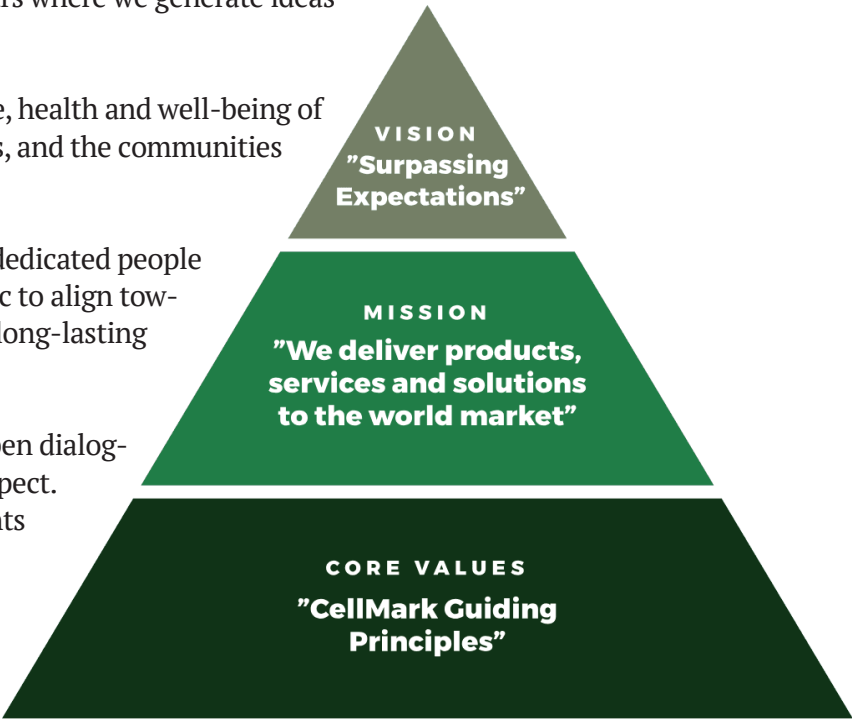 rs where we generate ideas
e, health and well-being of
s, and the communities
dedicated people
c to align tow-
long-lasting
pen dialog-
pect.
nts
VISION
”Surpassing
Expectations”
MISSION
”We deliver products,
services and solutions
to the world market”
CORE VALUES
”CellMark Guiding
Principles”